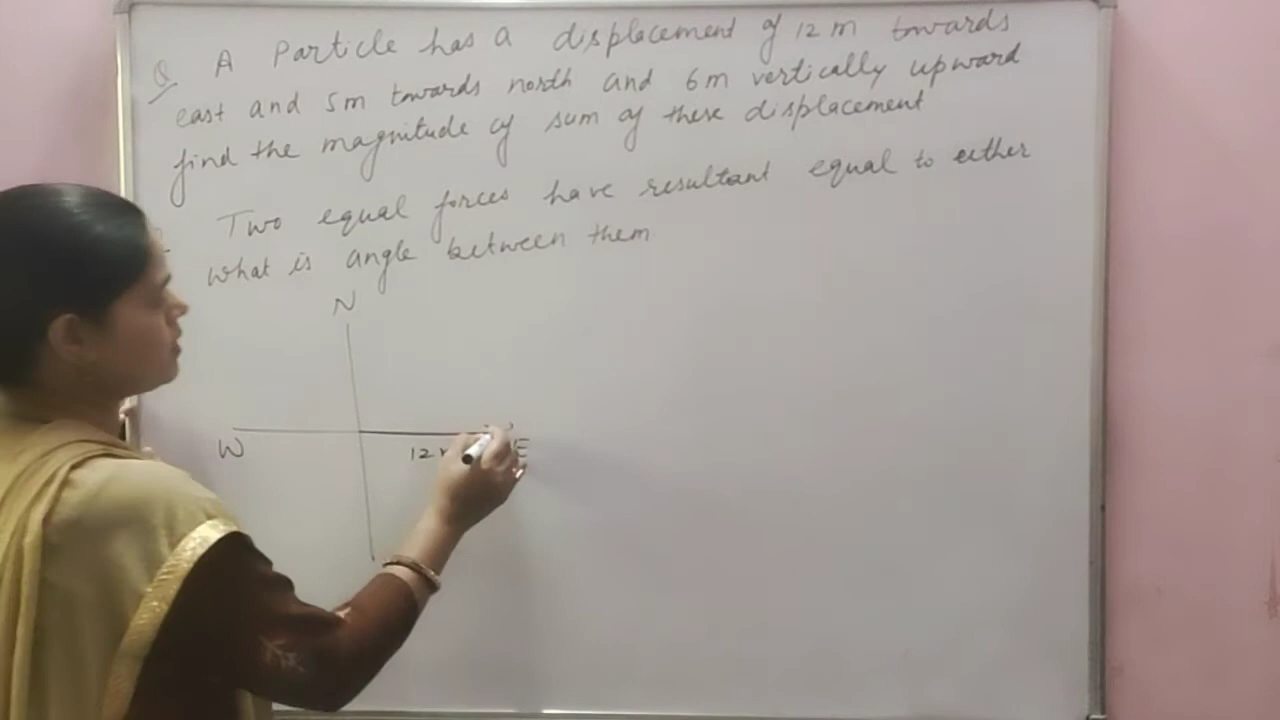 Q A Particle has a displacement of 12 m towards
east and 5m towards north and 6m vertically upward
find the magnitude of sum of these displacement
Two equal forces have resultant equal to either
what is angle between them
N
W
E
12